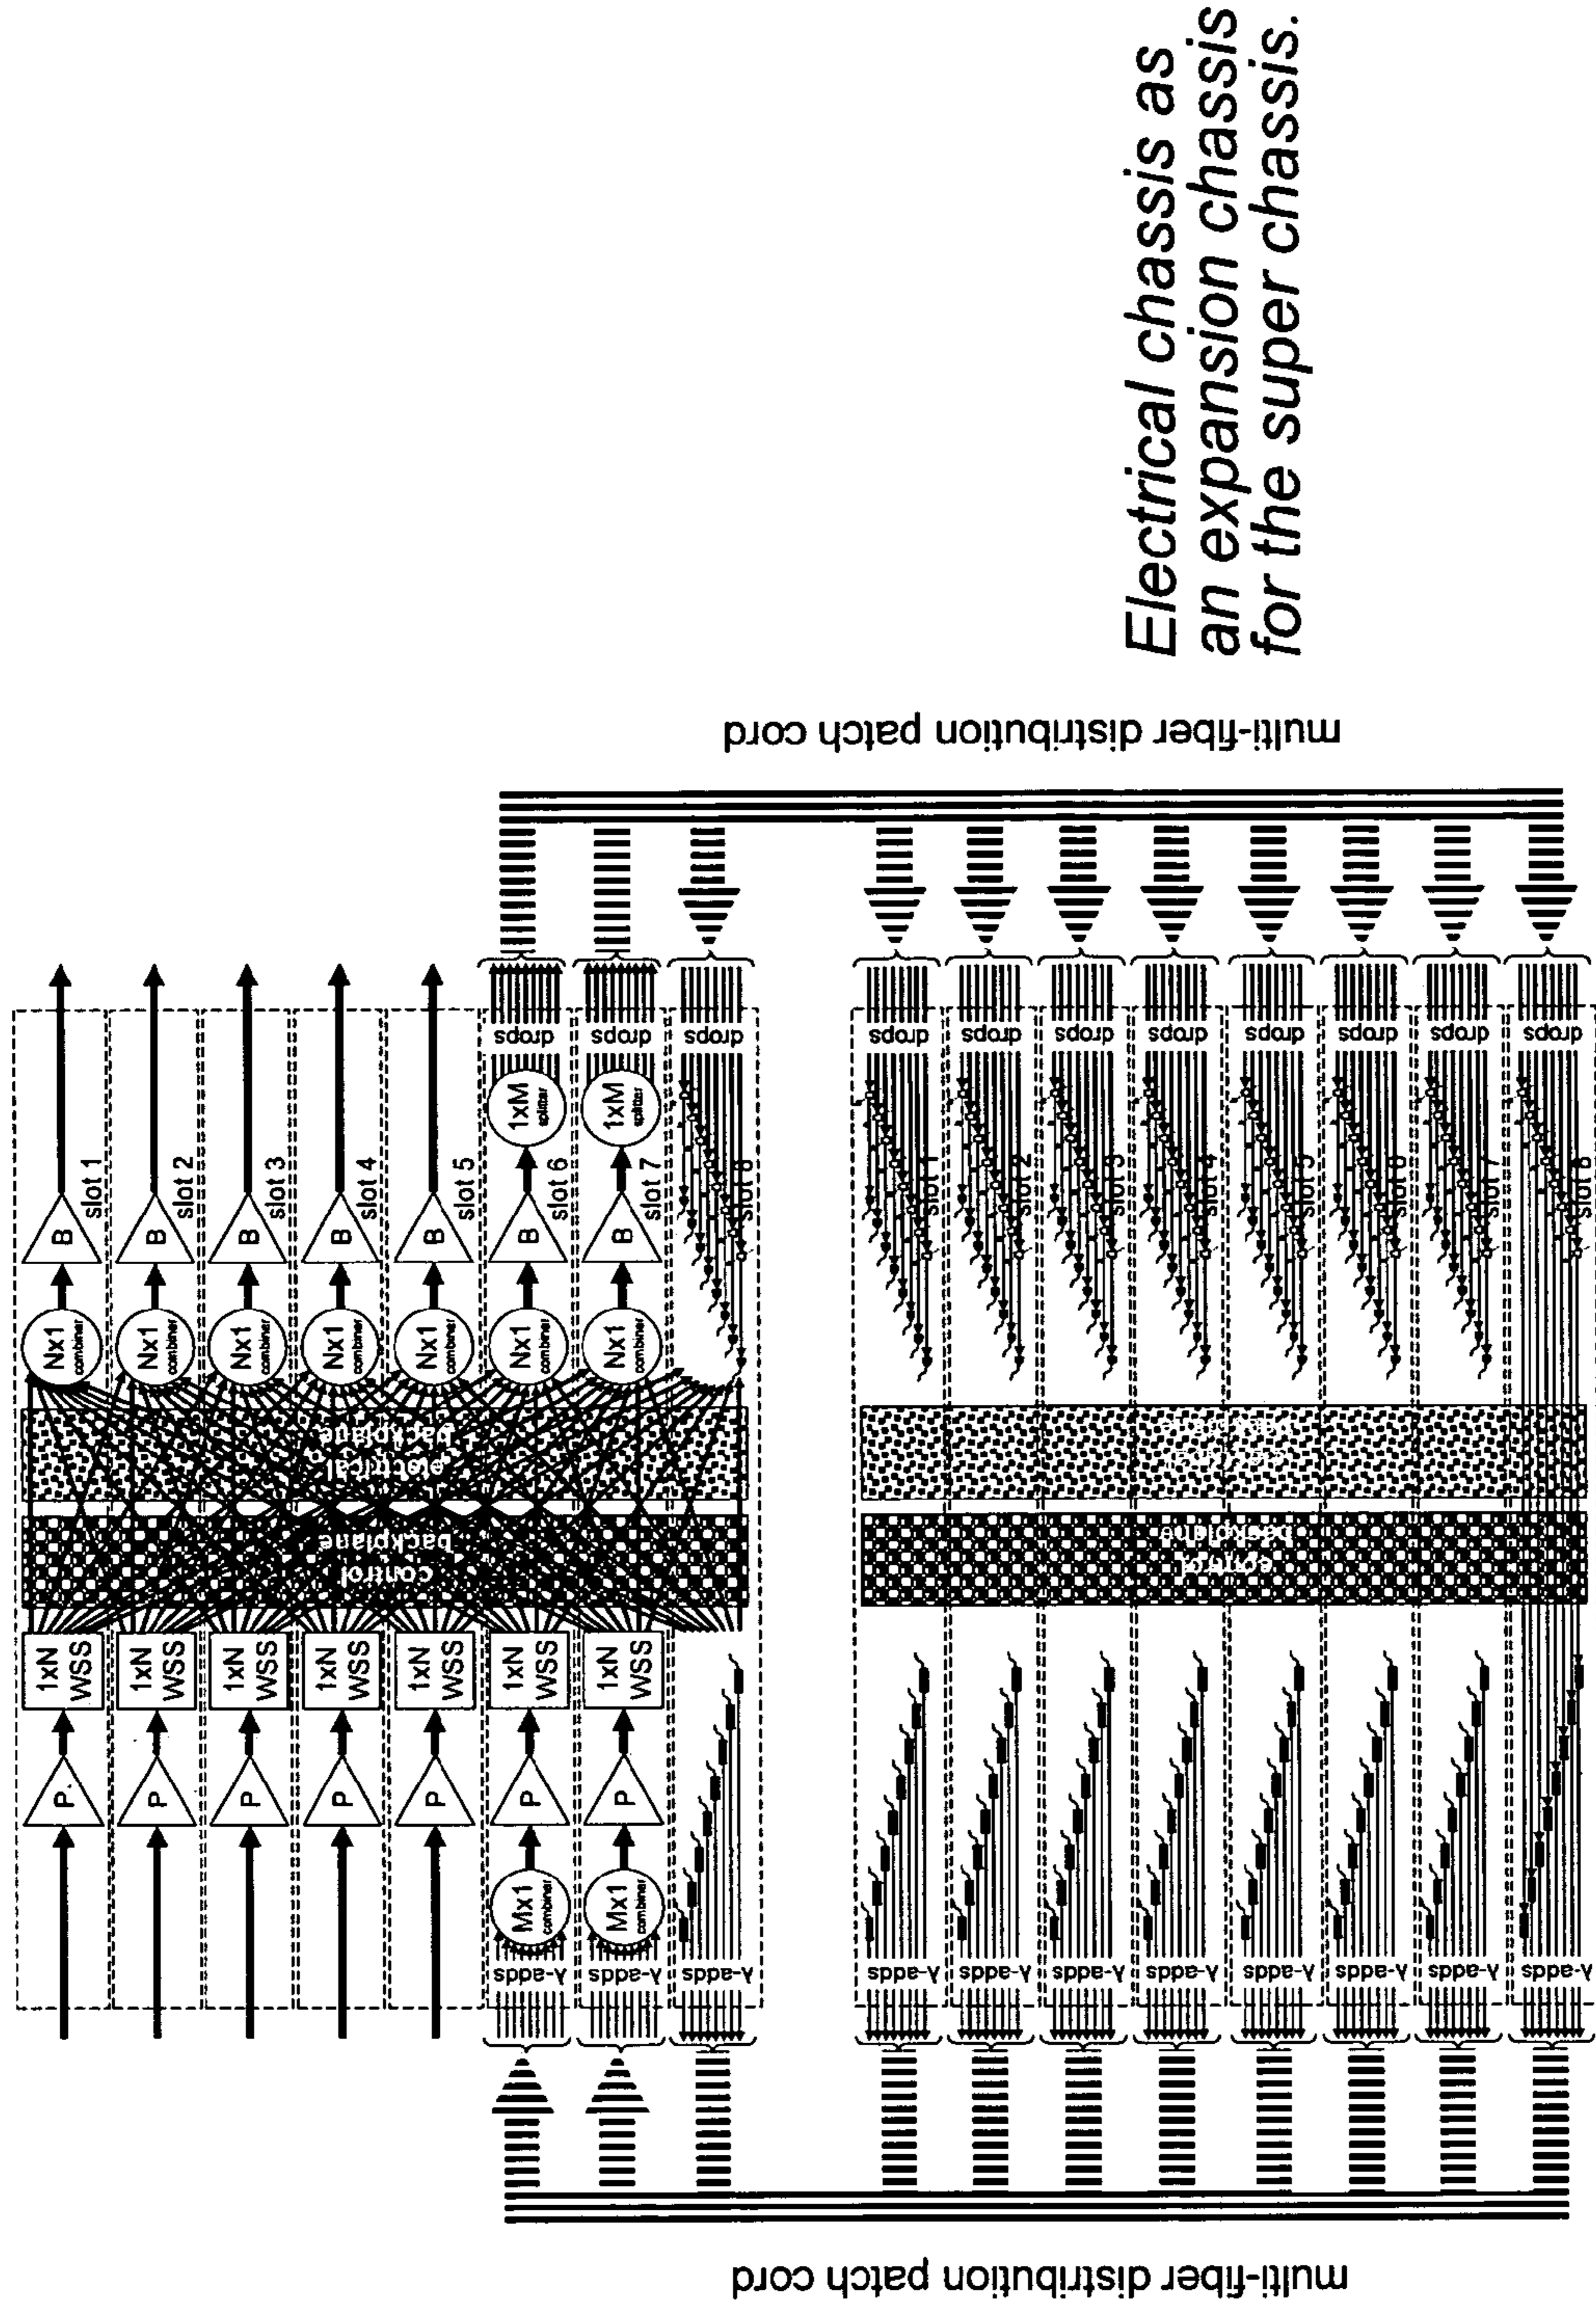 P
1xN
WSS
Nx1
combiner
B
slot 1
P
1xN
WSS
Nx1
combiner
B
slot 2
P
1xN
WSS
Nx1
combiner
B
slot 3
P
1xN
WSS
Nx1
combiner
B
slot 4
P
1xN
WSS
Nx1
combiner
B
slot 5
λ-adds
Mx1
combiner
P
1xN
WSS
Nx1
combiner
B
slot 6
1xM
splitter
drops
λ-adds
Mx1
combiner
P
1xN
WSS
Nx1
combiner
B
slot 7
1xM
splitter
drops
λ-adds
slot 8
drops
control
backplane
electrical
backplane
λ-adds
slot 1
drops
λ-adds
slot 2
drops
λ-adds
slot 3
drops
λ-adds
slot 4
drops
λ-adds
slot 5
drops
λ-adds
slot 6
drops
λ-adds
slot 7
drops
λ-adds
slot 8
drops
control
backplane
multi-fiber distribution patch cord
multi-fiber distribution patch cord
Electrical chassis as
an expansion chassis
for the super chassis.